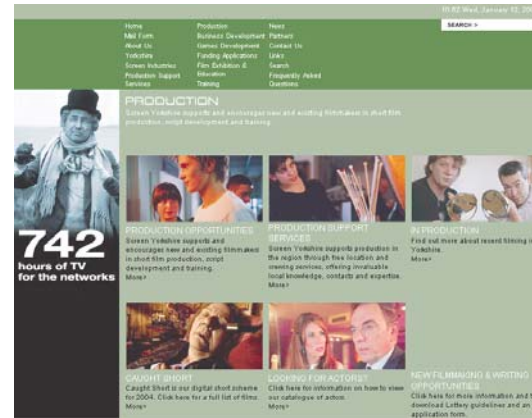 01:52 Wed, January 12, 20
SEARCH >
Home
Mail Form
About Us
Yorkshire
Screen Industries
Production Support
Services
Production
Business Development
Games Development
Funding Applications
Film Exhibition &
Education
Training
News
Partners
Contact Us
Links
Search
Frequently Asked
Questions
PRODUCTION
Screen Yorkshire supports and encourages new and existing filmmakers in short film
production, script development and training.
742
hours of TV
for the networks
PRODUCTION OPPORTUNITIES
Screen Yorkshire supports and
encourages new and existing filmmakers
in short film production, script
development and training.
More>
PRODUCTION SUPPORT
SERVICES
Screen Yorkshire supports production in
the region through free location and
crewing services, offering invaluable
local knowledge, contacts and expertise.
More>
IN PRODUCTION
Find out more about recent filming in
Yorkshire.
More>
CAUGHT SHORT
Caught Short is our digital short scheme
for 2004. Click here for a full list of films.
More>
LOOKING FOR ACTORS?
Click here for information on how to view
our catalogue of actors.
More>
NEW FILMMAKING & WRITING
OPPORTUNITIES
Click here for more information and
download Lottery guidelines and an
application form.